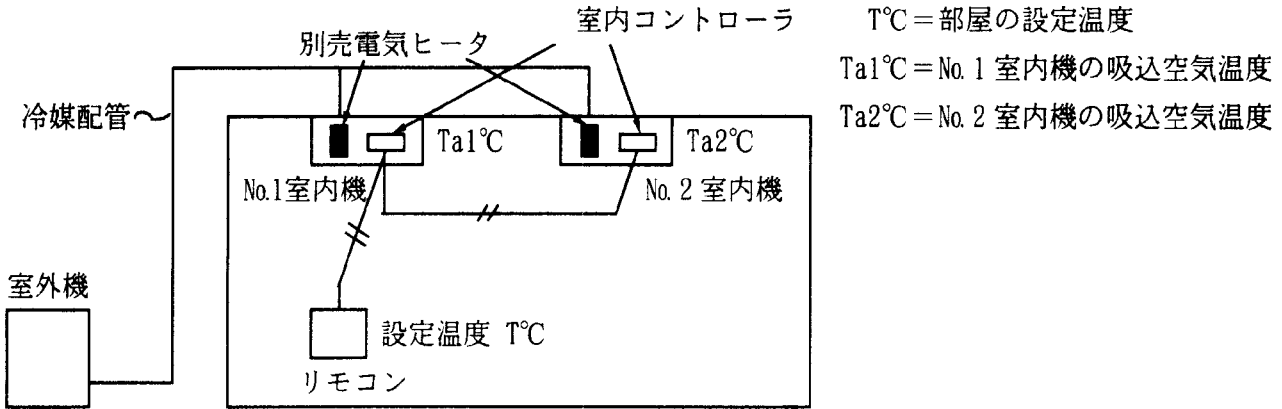 室内コントローラ
別売電気ヒータ
冷媒配管
Ta1℃
Ta2℃
No.1室内機
No.2室内機
室外機
設定温度 T℃
リモコン
T℃=部屋の設定温度
Ta1℃=No.1室内機の吸込空気温度
Ta2℃=No.2室内機の吸込空気温度